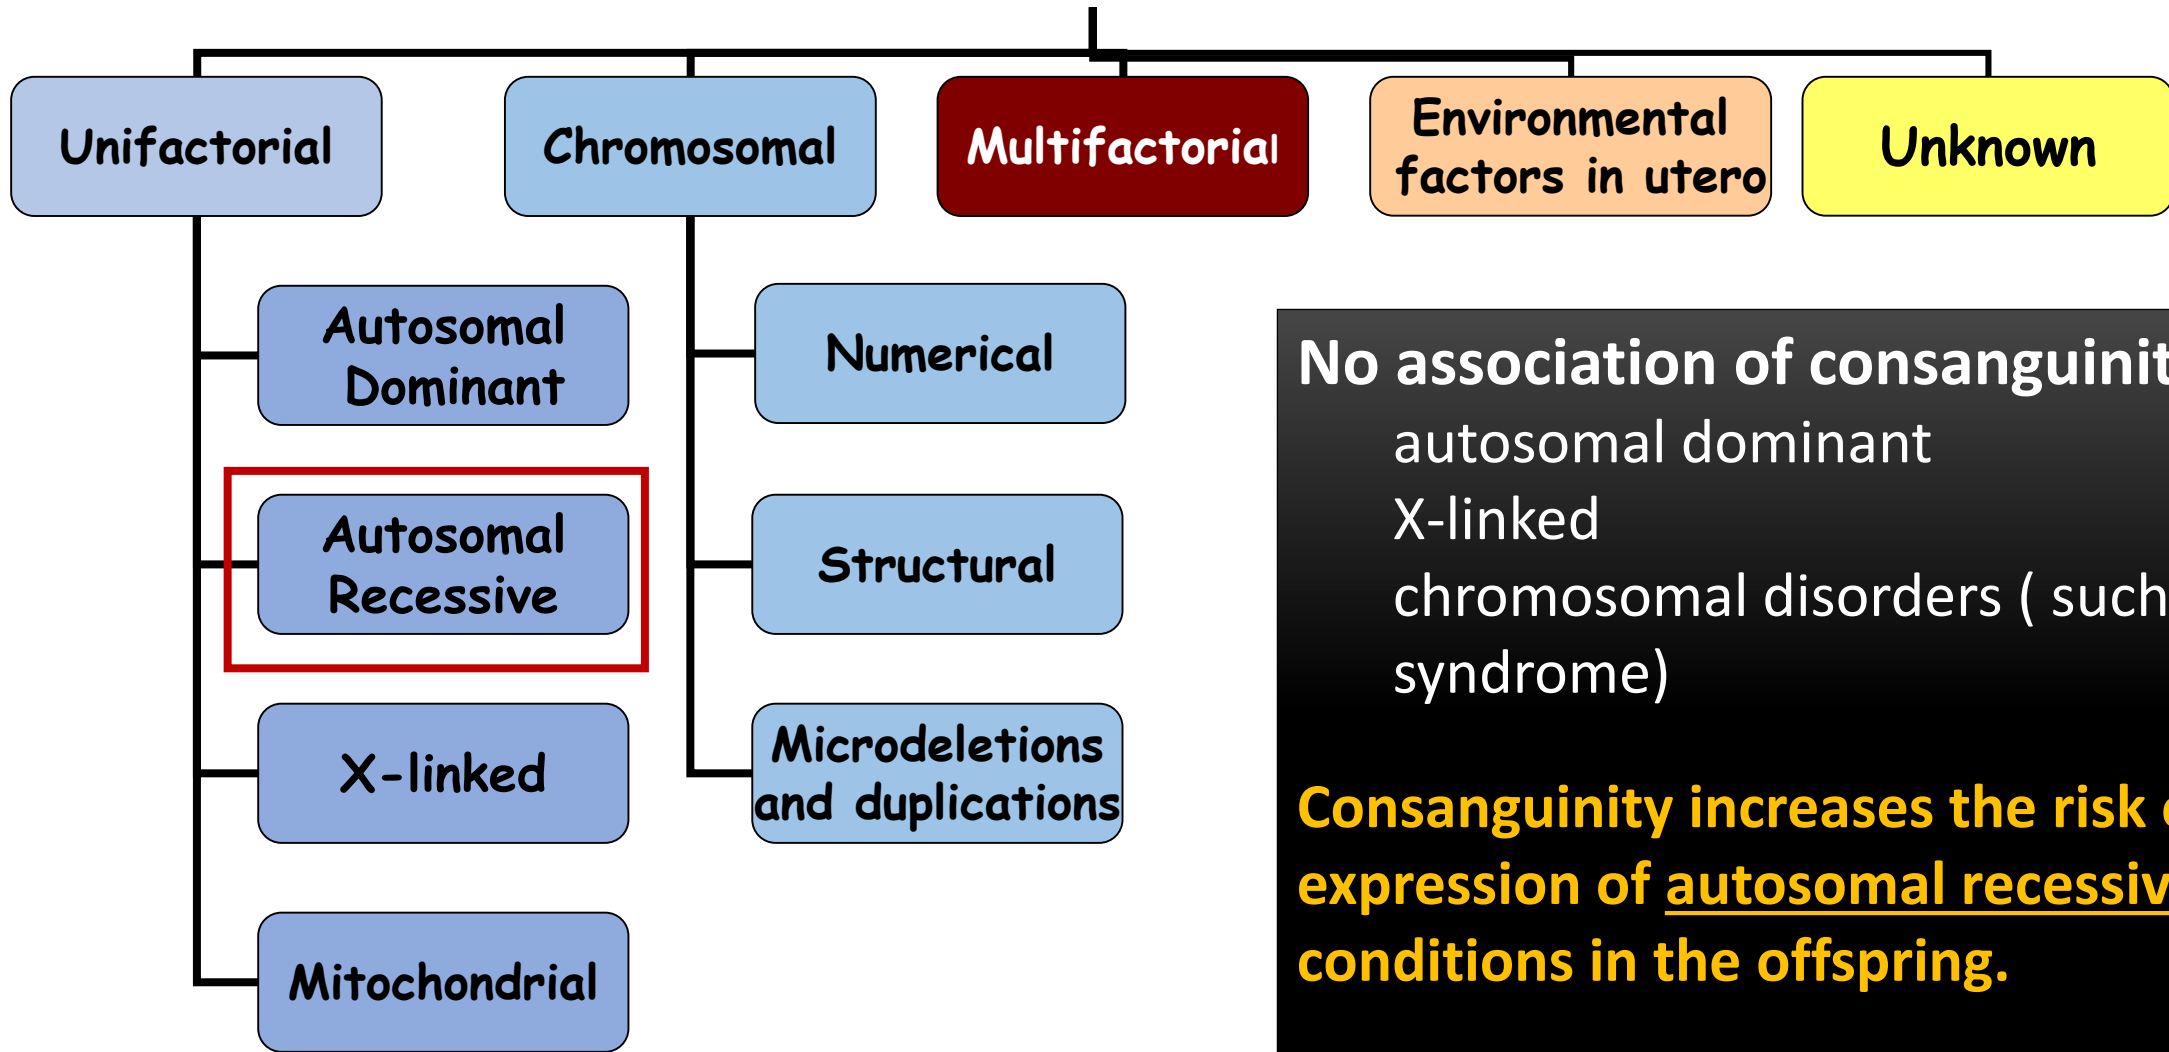 Unifactorial
Chromosomal
Multifactorial
Environmental
factors in utero
Unknown
Autosomal
Dominant
Autosomal
Recessive
X-linked
Mitochondrial
Numerical
Structural
Microdeletions
and duplications
No association of consanguinit
autosomal dominant
X-linked
chromosomal disorders ( such
syndrome)
Consanguinity increases the risk
expression of autosomal recessiv
conditions in the offspring.